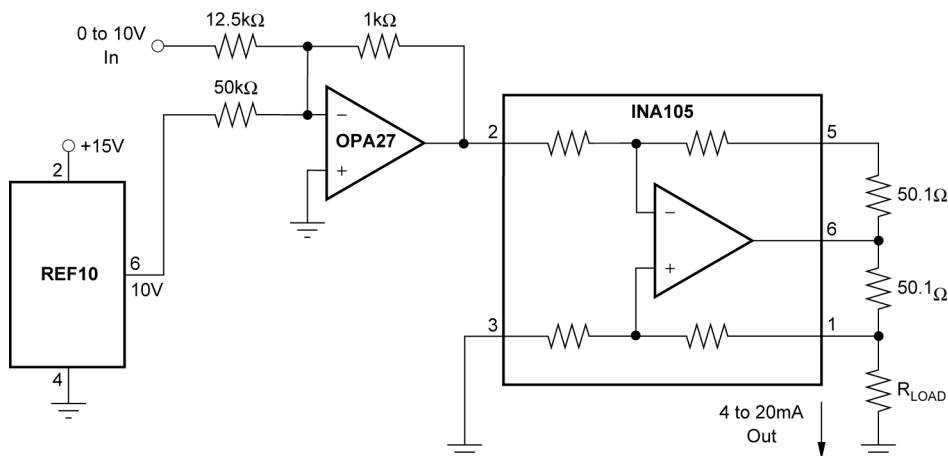 12.5kΩ
1kΩ
0 to 10V
In
50kΩ
INA105
OPA27
−
+
2
5
+15V
2
50.1Ω
−
6
+
REF10
6
10V
50.1Ω
3
1
4
RLOAD
4 to 20mA
Out